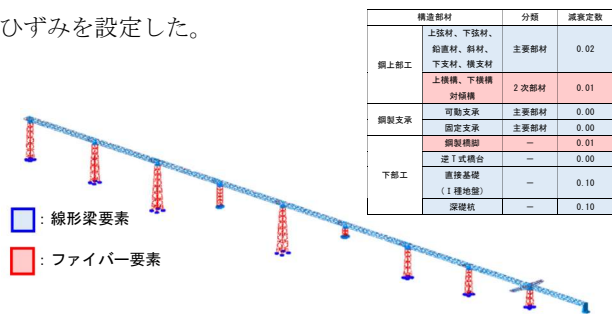 ひずみを設定した。
構造部材 分類 減衰定数
鋼上部工
上弦材、下弦材、
鉛直材、斜材、
下支材、横支材
主要部材 0.02
上横構、下横構
対傾構
2次部材 0.01
鋼製支承
可動支承 主要部材 0.00
固定支承 主要部材 0.00
下部工
鋼製橋脚 － 0.01
逆T式橋台 － 0.00
直接基礎
(Ⅰ種地盤)
－ 0.10
深礎杭 － 0.10
：線形梁要素
：ファイバー要素